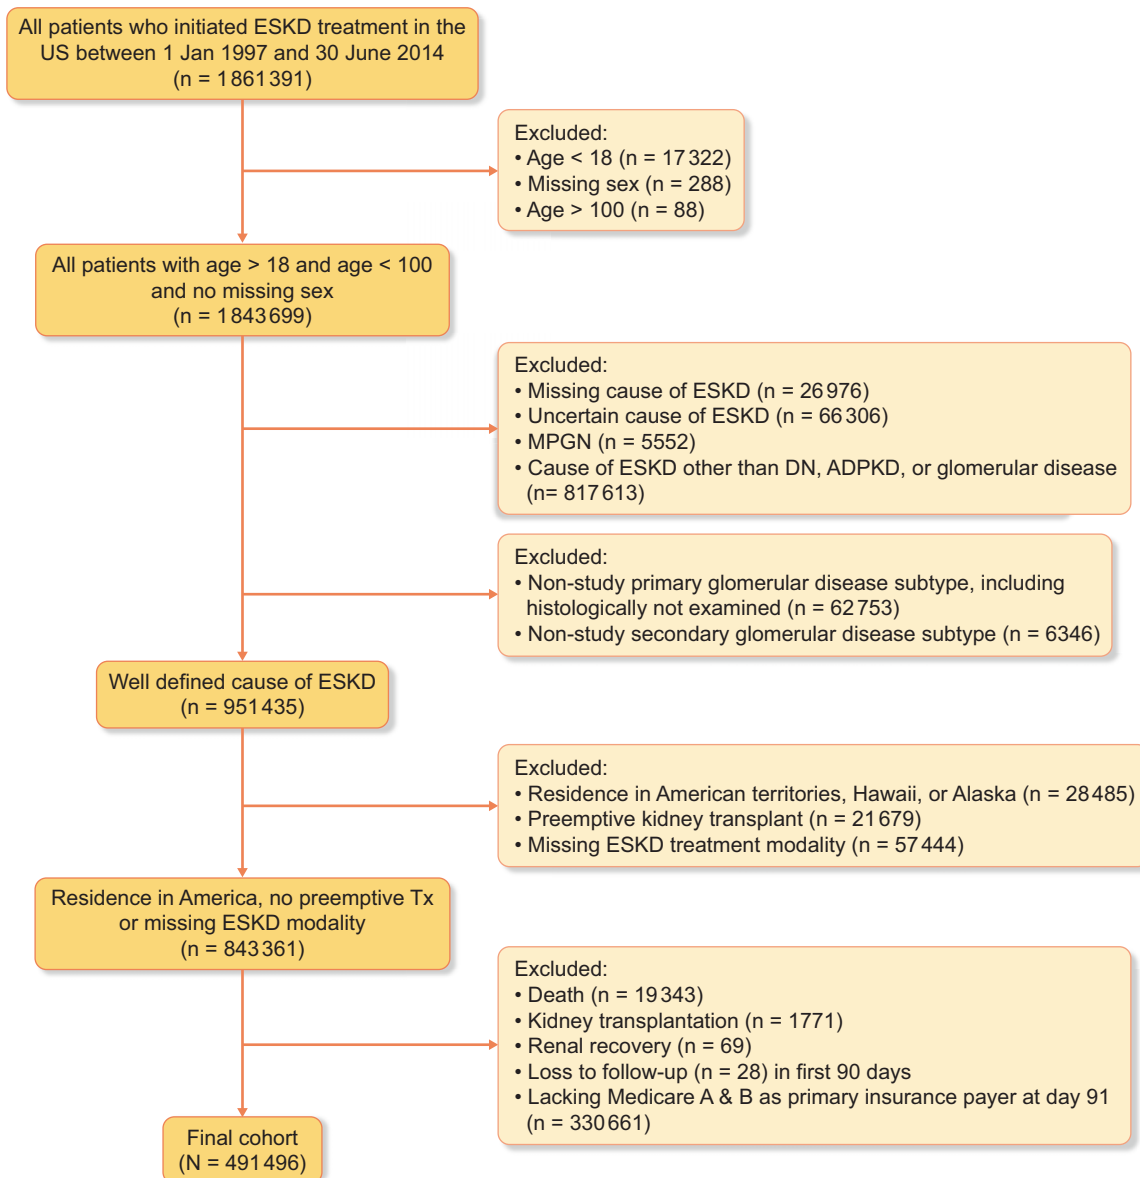 All patients who initiated ESKD treatment in the
US between 1 Jan 1997 and 30 June 2014
(n = 1 861 391)
Excluded:
• Age < 18 (n = 17 322)
• Missing sex (n = 288)
• Age > 100 (n = 88)
All patients with age > 18 and age < 100
and no missing sex
(n = 1 843 699)
Excluded:
• Missing cause of ESKD (n = 26 976)
• Uncertain cause of ESKD (n = 66 306)
• MPGN (n = 5552)
• Cause of ESKD other than DN, ADPKD, or glomerular disease
(n= 817 613)
Excluded:
• Non-study primary glomerular disease subtype, including
histologically not examined (n = 62 753)
• Non-study secondary glomerular disease subtype (n = 6346)
Well defined cause of ESKD
(n = 951 435)
Excluded:
• Residence in American territories, Hawaii, or Alaska (n = 28 485)
• Preemptive kidney transplant (n = 21 679)
• Missing ESKD treatment modality (n = 57 444)
Residence in America, no preemptive Tx
or missing ESKD modality
(n = 843 361)
Excluded:
• Death (n = 19 343)
• Kidney transplantation (n = 1771)
• Renal recovery (n = 69)
• Loss to follow-up (n = 28) in first 90 days
• Lacking Medicare A & B as primary insurance payer at day 91
(n = 330 661)
Final cohort
(N = 491 496)